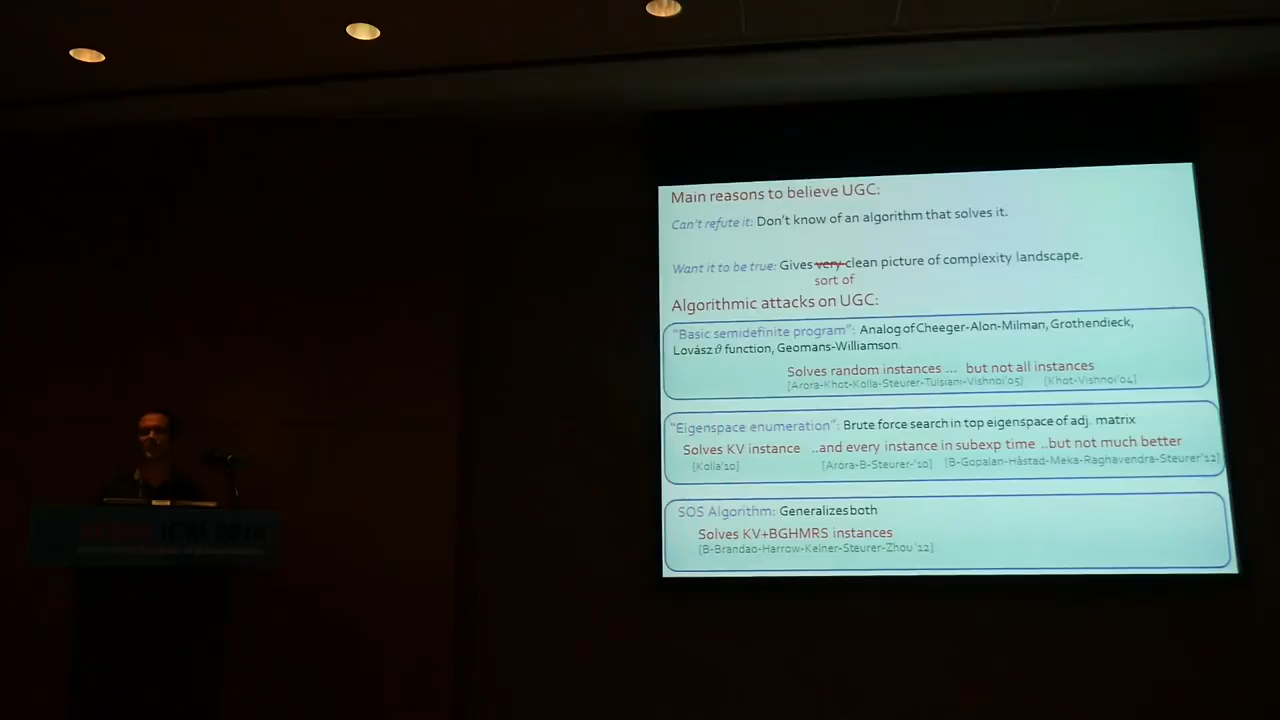 Main reasons to believe UGC:
Can't refute it: Don't know of an algorithm that solves it.
Want it to be true: Gives very clean picture of complexity landscape.
sort of
Algorithmic attacks on UGC:
"Basic semidefinite program": Analog of Cheeger-Alon-Milman, Grothendieck,
Lovász ϑ function, Geomans-Williamson.
Solves random instances ... but not all instances
[Arora-Khot-Kolla-Steurer-Tulsiani-Vishnoi'05] [Khot-Vishnoi'04]
"Eigenspace enumeration": Brute force search in top eigenspace of adj. matrix
Solves KV instance ..and every instance in subexp time ..but not much better
[Kolla'10] [Arora-B-Steurer-'10] [B-Gopalan-Håstad-Meka-Raghavendra-Steurer'12]
SOS Algorithm: Generalizes both
Solves KV+BGHMRS instances
[B-Brandao-Harrow-Kelner-Steurer-Zhou '12]
ICM 2014